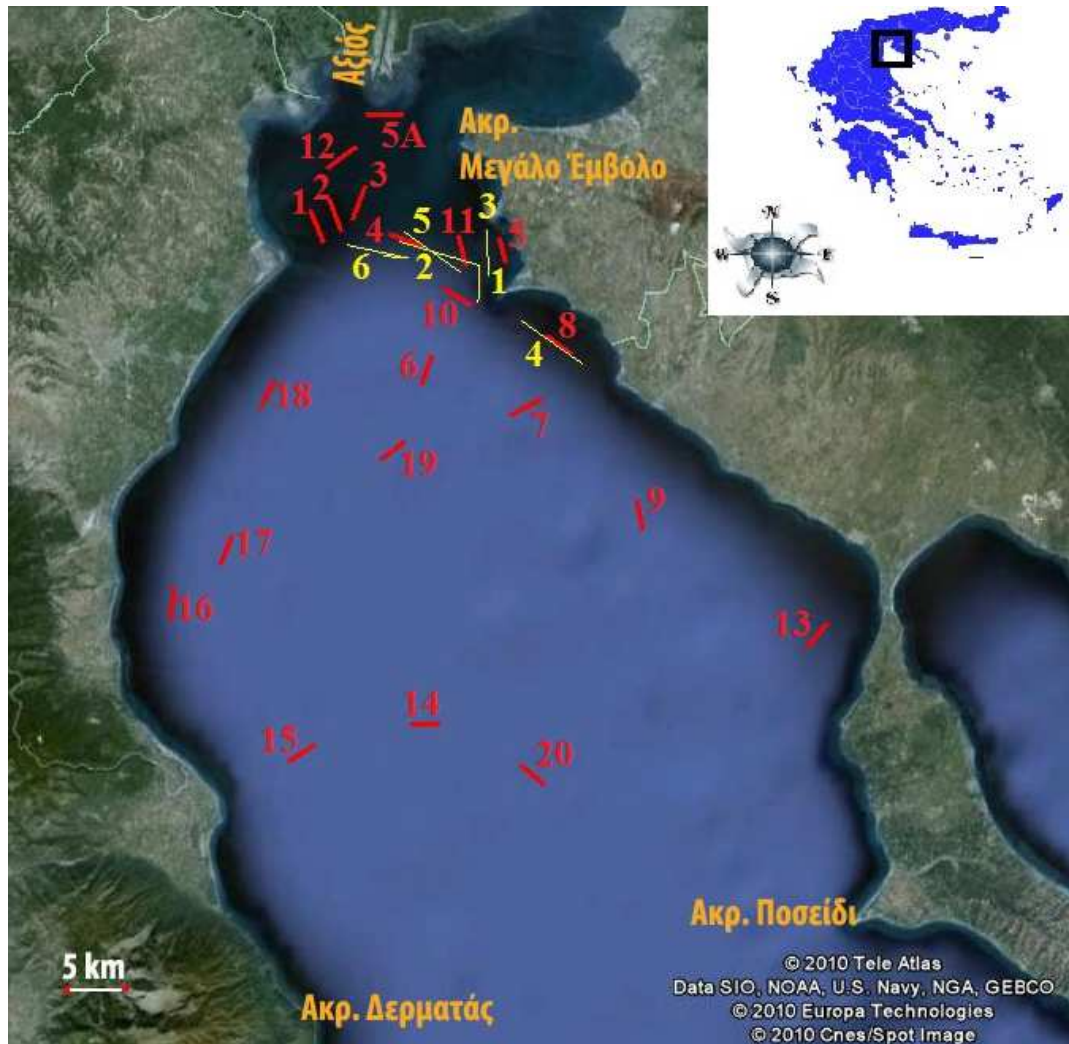 Αξιός
Ακρ.
Μεγάλο Έμβολο
5A
12
3
2
1
4
5
11
3
5
6
2
1
10
8
4
6
7
18
19
9
17
16
13
14
15
20
N
W
E
S
Ακρ. Ποσείδι
5 km
Ακρ. Δερματάς
© 2010 Tele Atlas
Data SIO, NOAA, U.S. Navy, NGA, GEBCO
© 2010 Europa Technologies
© 2010 Cnes/Spot Image